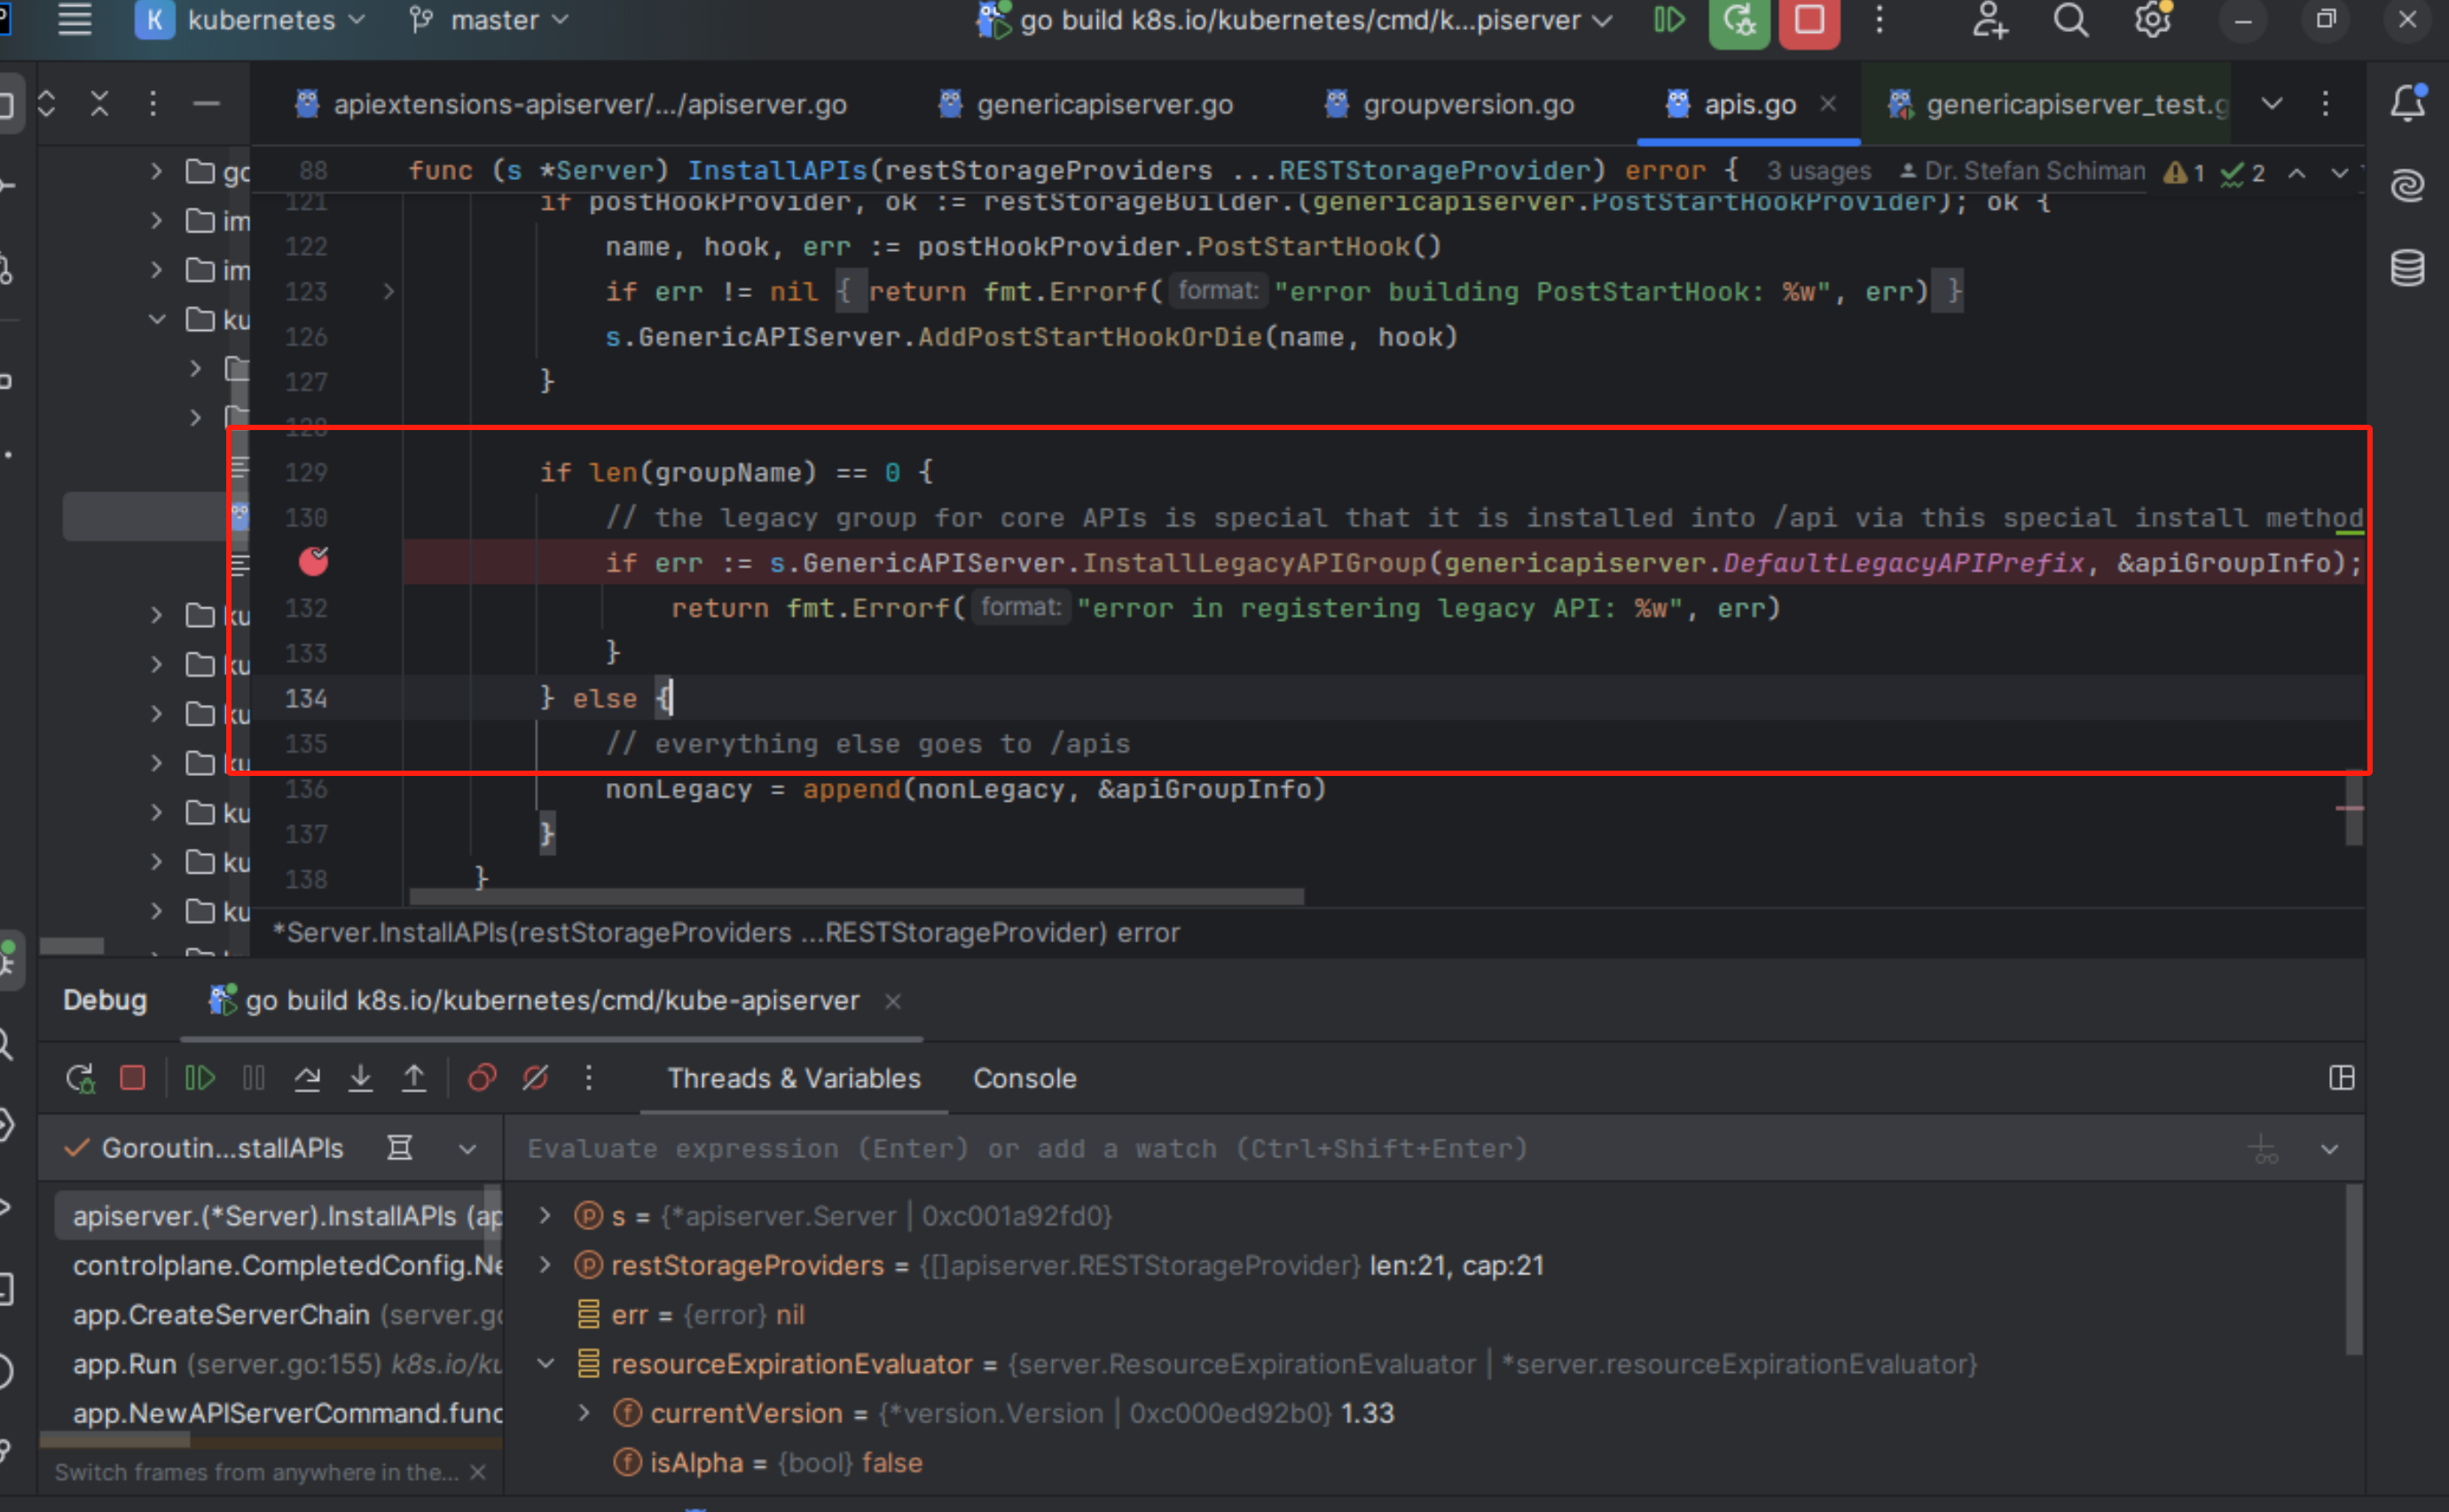 K kubernetes master go build k8s.io/kubernetes/cmd/k...piserver
apiextensions-apiserver/.../apiserver.go genericapiserver.go groupversion.go apis.go genericapiserver_test.g
88 func (s *Server) InstallAPIs(restStorageProviders ...RESTStorageProvider) error { 3 usages Dr. Stefan Schiman 1 2
121 if postHookProvider, ok := restStorageBuilder.(genericapiserver.PostStartHookProvider); ok {
122 name, hook, err := postHookProvider.PostStartHook()
123 if err != nil { return fmt.Errorf( format: "error building PostStartHook: %w", err) }
126 s.GenericAPIServer.AddPostStartHookOrDie(name, hook)
127 }
128
129 if len(groupName) == 0 {
130 // the legacy group for core APIs is special that it is installed into /api via this special install method
if err := s.GenericAPIServer.InstallLegacyAPIGroup(genericapiserver.DefaultLegacyAPIPrefix, &apiGroupInfo);
132 return fmt.Errorf( format: "error in registering legacy API: %w", err)
133 }
134 } else {
135 // everything else goes to /apis
136 nonLegacy = append(nonLegacy, &apiGroupInfo)
137 }
138 }
go
im
im
ku
ku
ku
ku
ku
ku
ku
ku
*Server.InstallAPIs(restStorageProviders ...RESTStorageProvider) error
Debug go build k8s.io/kubernetes/cmd/kube-apiserver
Threads & Variables Console
Goroutin...stallAPIs
Evaluate expression (Enter) or add a watch (Ctrl+Shift+Enter)
apiserver.(*Server).InstallAPIs (ap
controlplane.CompletedConfig.Ne
app.CreateServerChain (server.go
app.Run (server.go:155) k8s.io/ku
app.NewAPIServerCommand.func
Switch frames from anywhere in the...
s = {*apiserver.Server | 0xc001a92fd0}
restStorageProviders = {[]apiserver.RESTStorageProvider} len:21, cap:21
err = {error} nil
resourceExpirationEvaluator = {server.ResourceExpirationEvaluator | *server.resourceExpirationEvaluator}
currentVersion = {*version.Version | 0xc000ed92b0} 1.33
isAlpha = {bool} false